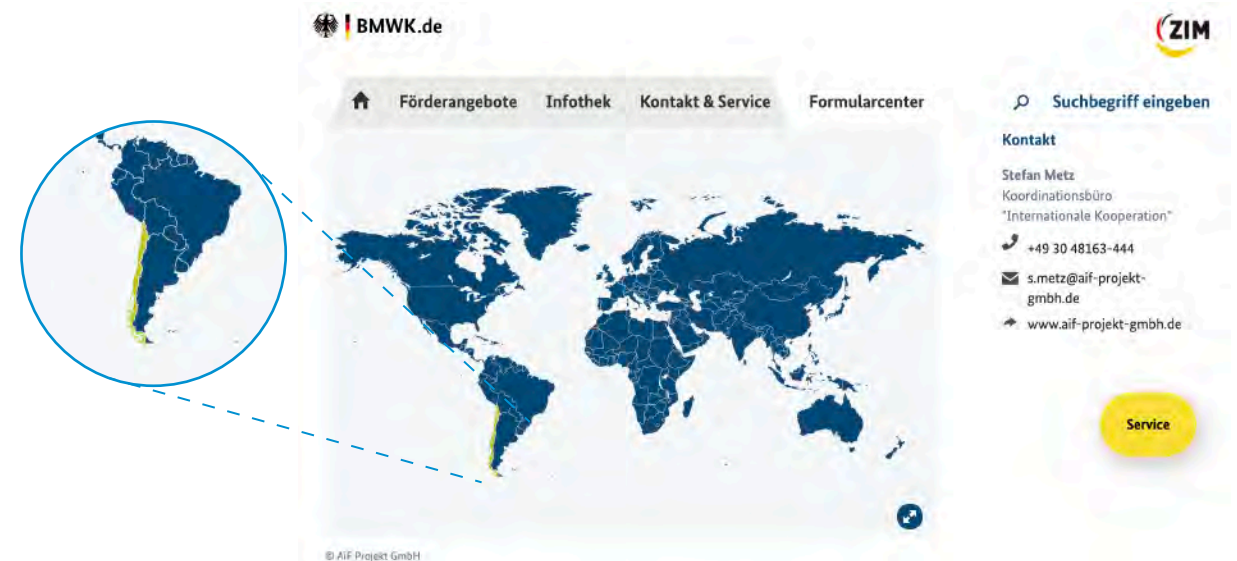 BMWK.de
ZIM
Förderangebote Infothek Kontakt & Service Formularcenter
Suchbegriff eingeben
Kontakt
Stefan Metz
Koordinationsbüro
"Internationale Kooperation"
+49 30 48163-444
s.metz@aif-projekt-
gmbh.de
www.aif-projekt-gmbh.de
Service
© AiF Projekt GmbH